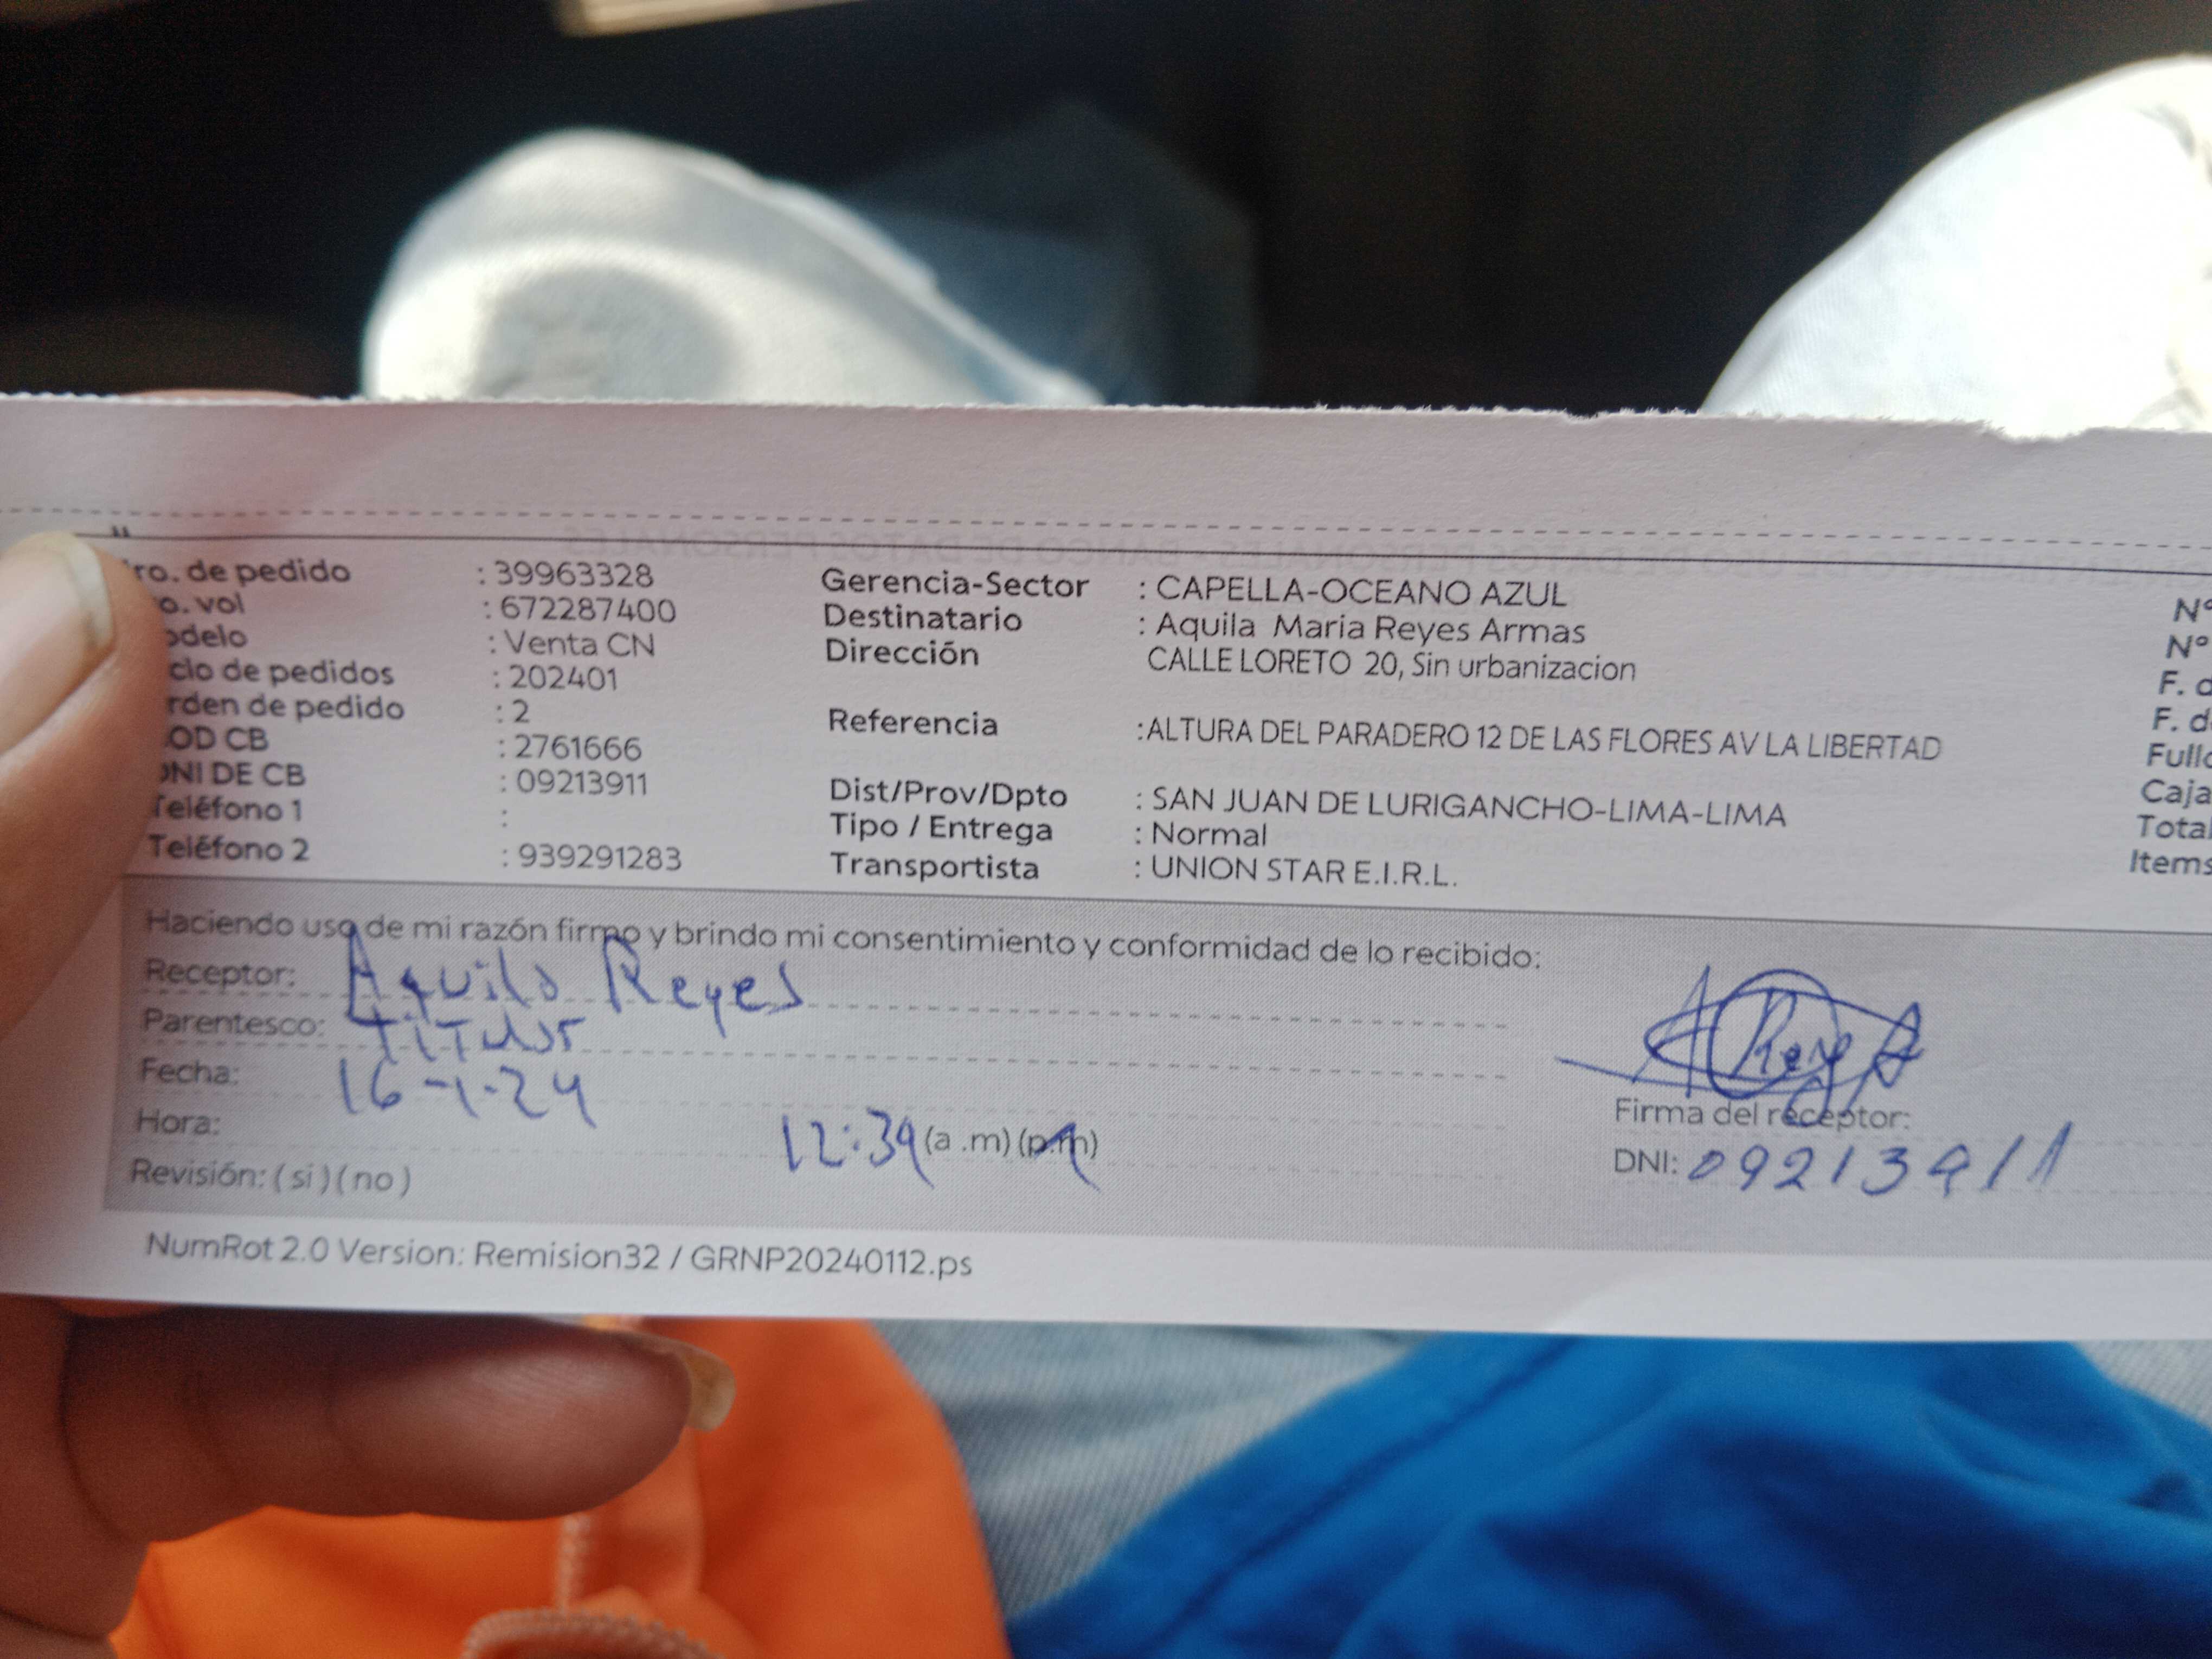 ro. de pedido : 39963328
o. vol : 672287400
odelo : Venta CN
clo de pedidos : 202401
rden de pedido : 2
OD CB : 2761666
DNI DE CB : 09213911
Teléfono 1 :
Teléfono 2 : 939291283
Gerencia-Sector : CAPELLA-OCEANO AZUL
Destinatario : Aquila Maria Reyes Armas
Dirección CALLE LORETO 20, Sin urbanizacion
Referencia :ALTURA DEL PARADERO 12 DE LAS FLORES AV LA LIBERTAD
Dist/Prov/Dpto : SAN JUAN DE LURIGANCHO-LIMA-LIMA
Tipo / Entrega : Normal
Transportista : UNION STAR E.I.R.L.
N°
N°
F. d
F. d
Fullc
Caja
Total
Items
Haciendo uso de mi razón firmo y brindo mi consentimiento y conformidad de lo recibido:
Receptor: Aquila Reyes
Parentesco: titular
Fecha: 16-1-24
Hora: 12:39 (a .m) (p.m)
Revisión: ( si ) ( no )
Reyes
Firma del receptor:
DNI: 09213911
NumRot 2.0 Version: Remision32 / GRNP20240112.ps